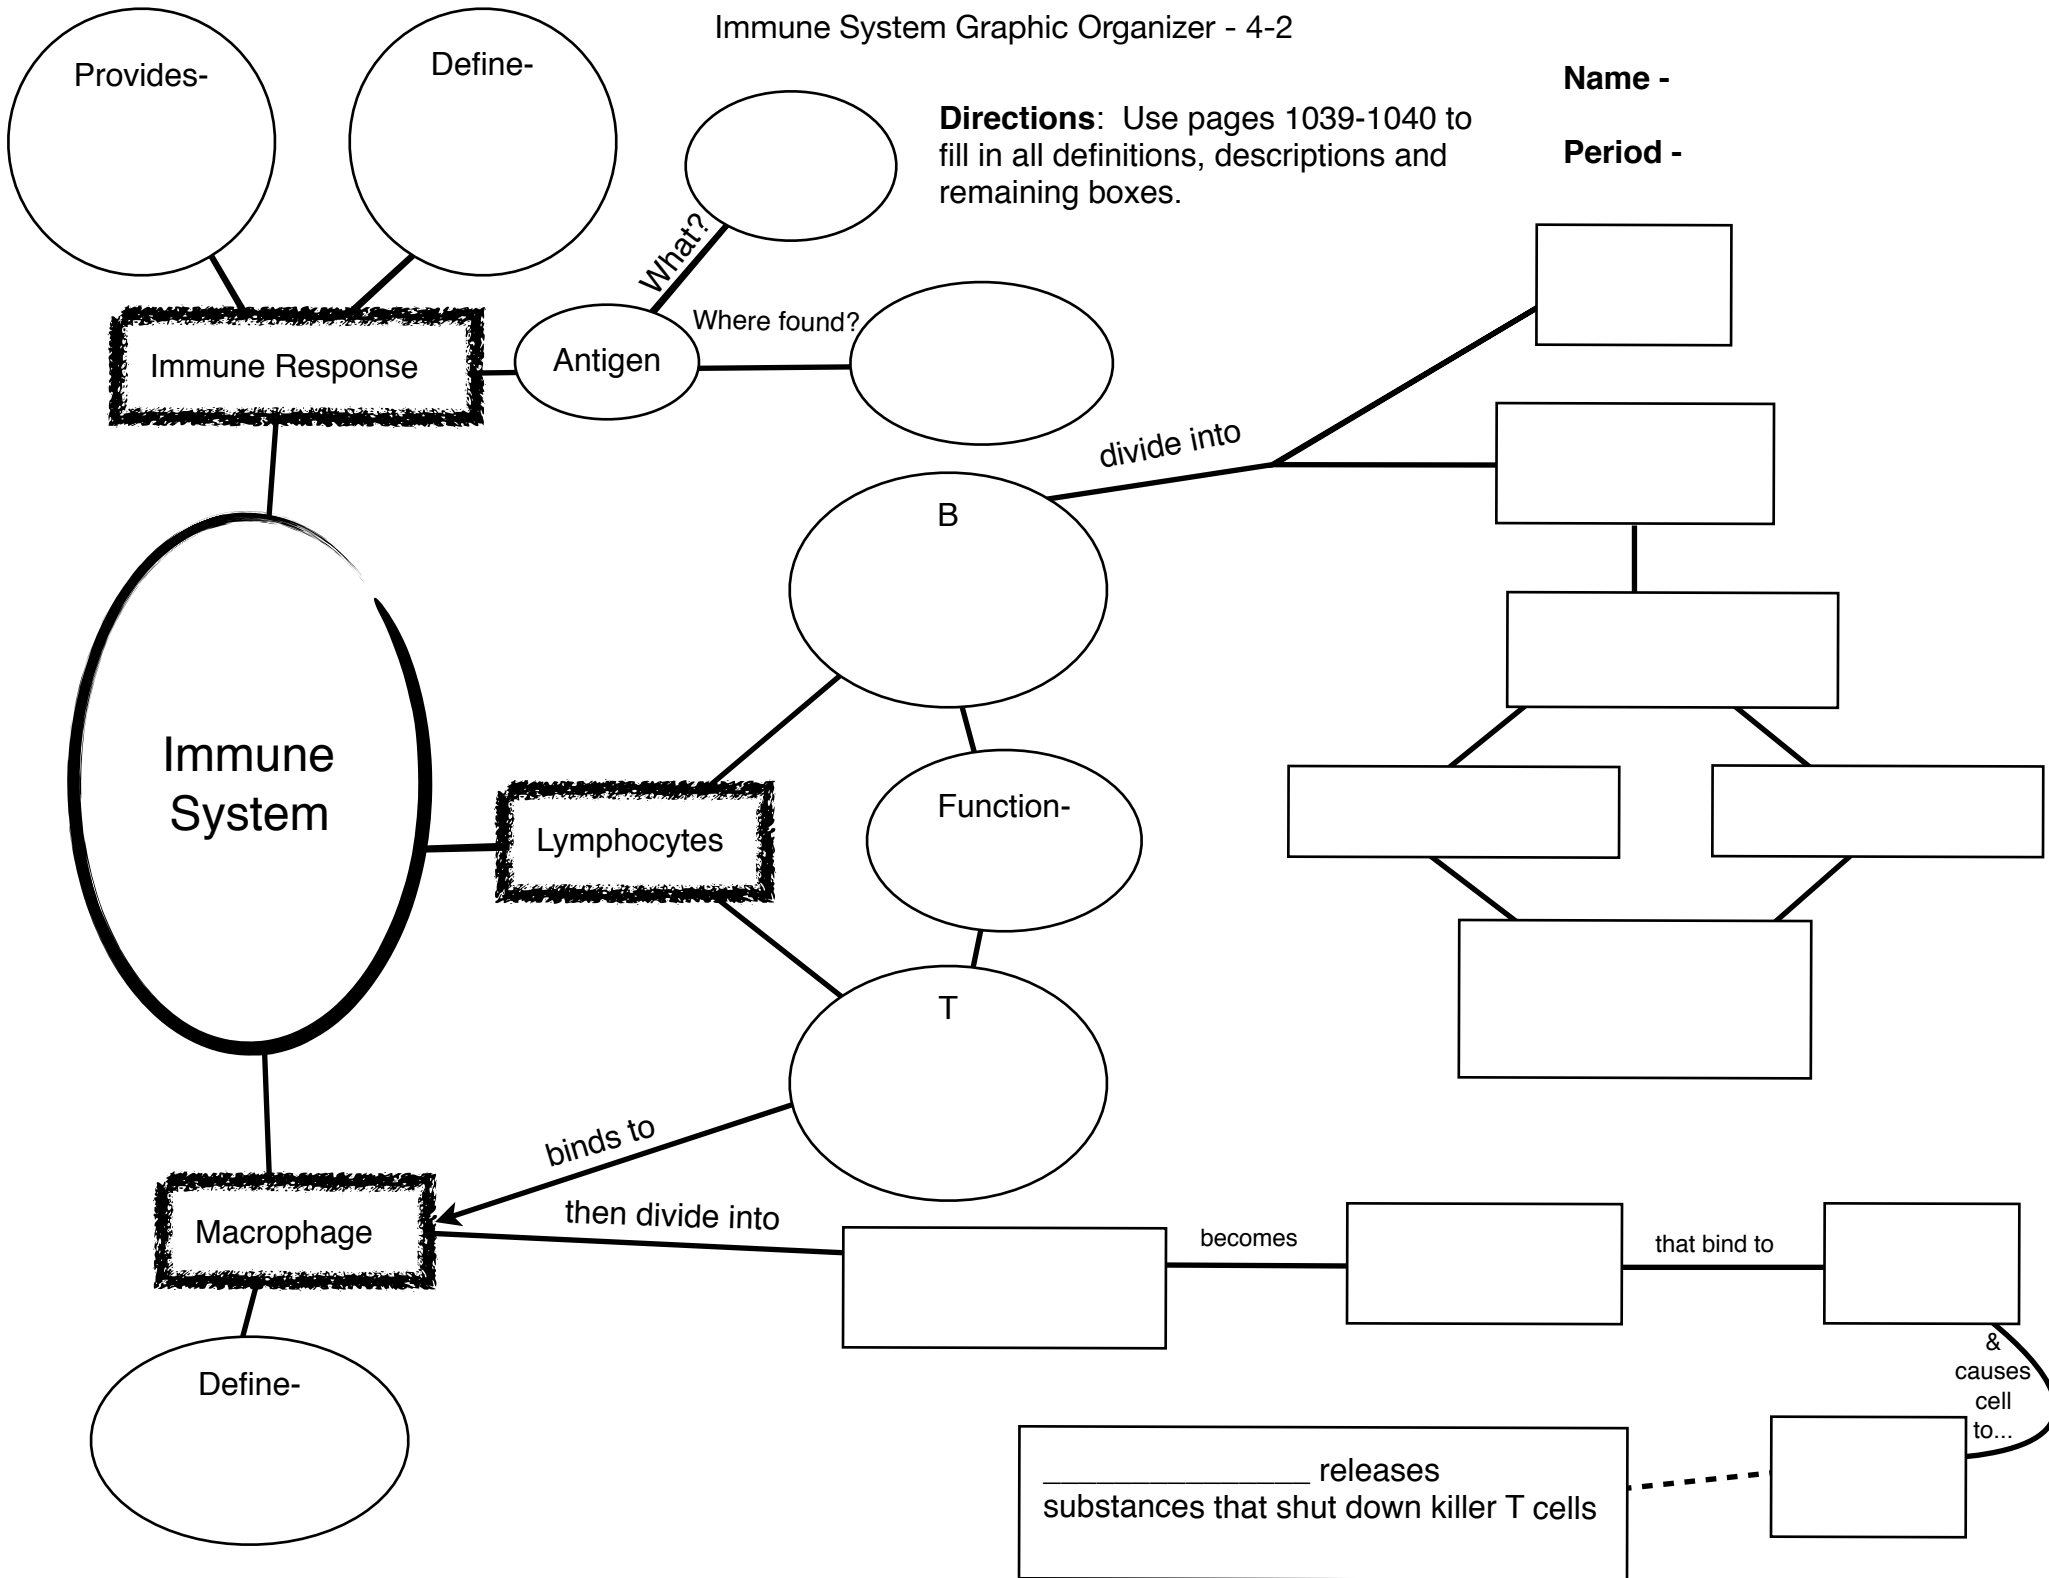 Immune System Graphic Organizer - 4-2
Provides-
Define-
Name -
Directions:  Use pages 1039-1040 to
fill in all definitions, descriptions and
remaining boxes.
Period -
What?
Where found?
Immune Response
Antigen
divide into
B
Immune
System
Function-
Lymphocytes
T
binds to
Macrophage
then divide into
becomes
that bind to
&
causes
cell
to...
Define-
_______________ releases
substances that shut down killer T cells